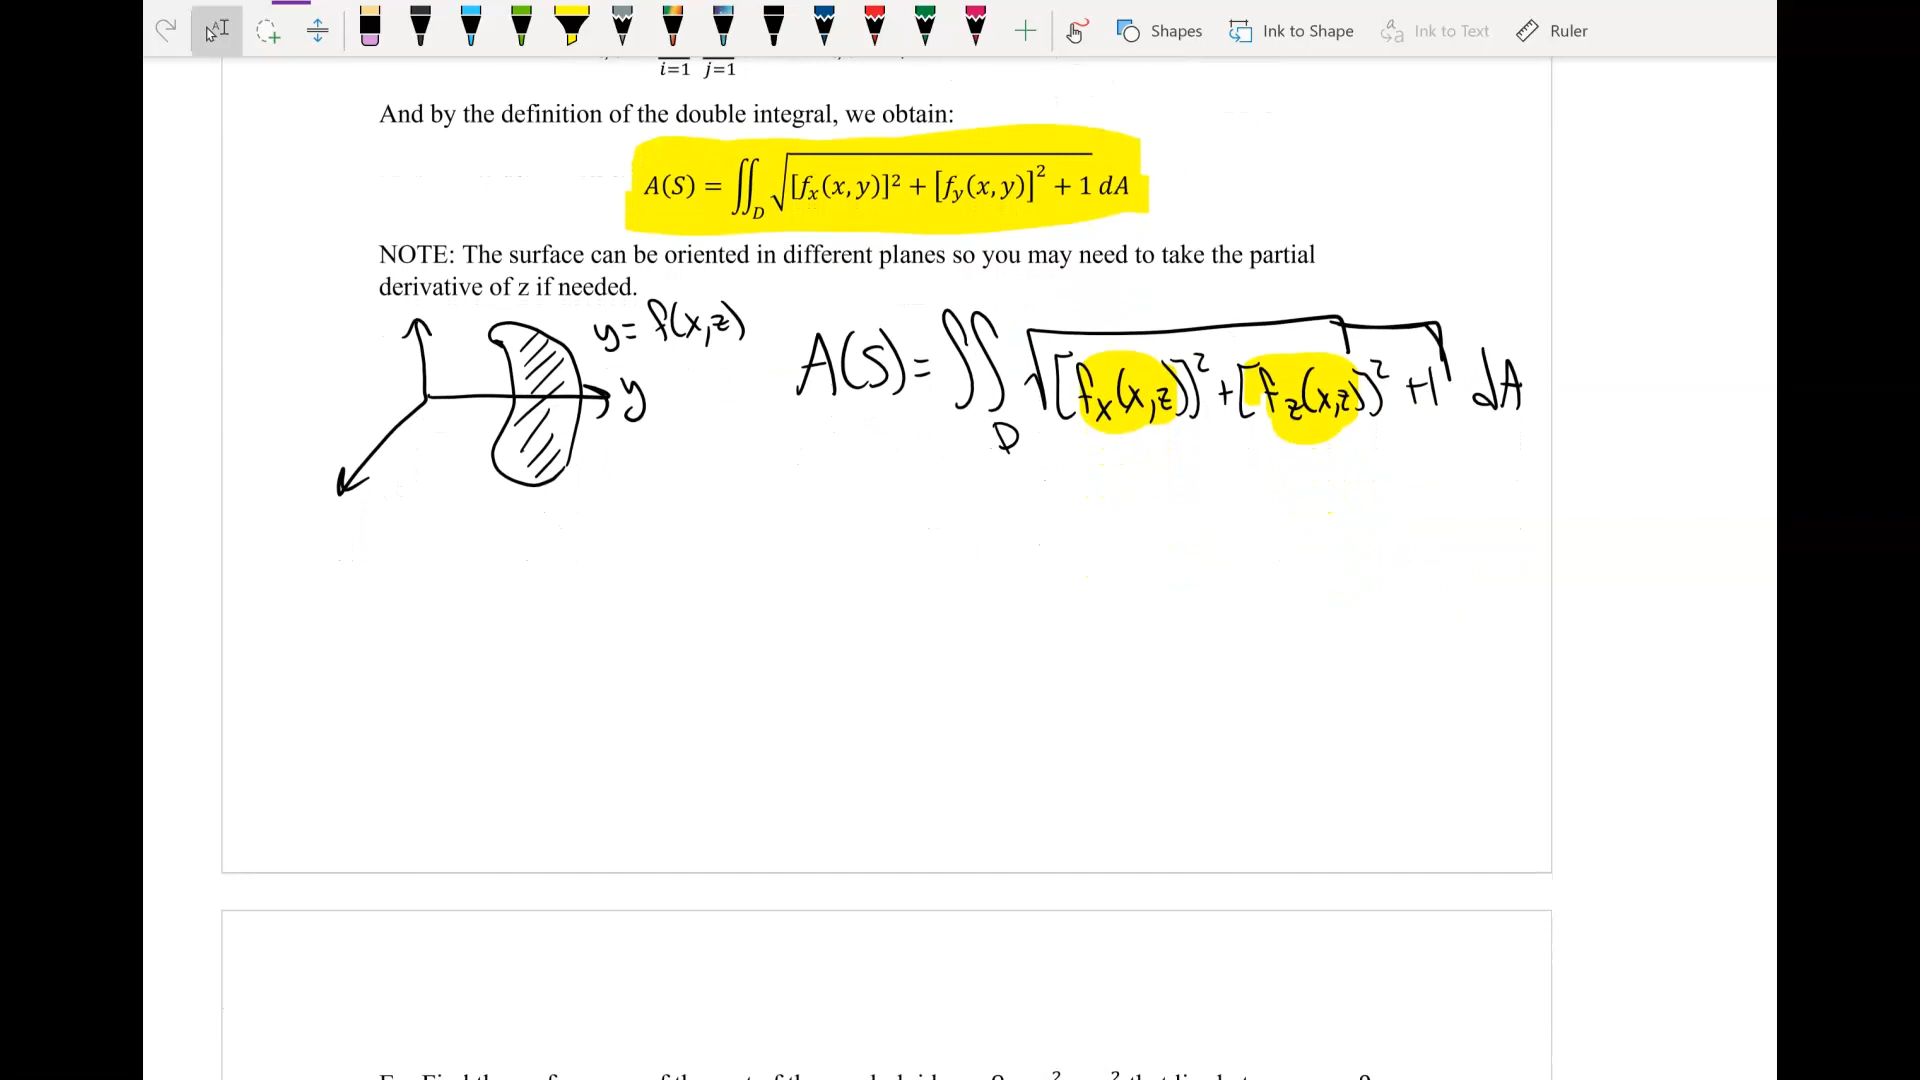 Shapes Ink to Shape Ink to Text Ruler
i=1 j=1
And by the definition of the double integral, we obtain:
A(S) = ∬_D √([f_x(x,y)]² + [f_y(x,y)]² + 1) dA
NOTE: The surface can be oriented in different planes so you may need to take the partial
derivative of z if needed.
y = f(x,z)
y
A(S) = ∬_D √([f_x(x,z)]² + [f_z(x,z)]² + 1) dA